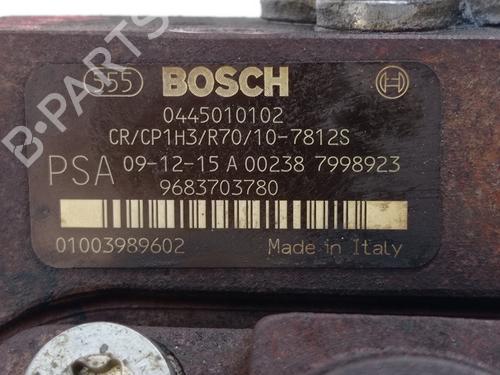 B-PARTS
555 BOSCH
0445010102
CR/CP1H3/R70/10-7812S
PSA 09-12-15 A 00238 7998923
9683703780
01003989602 Made in Italy